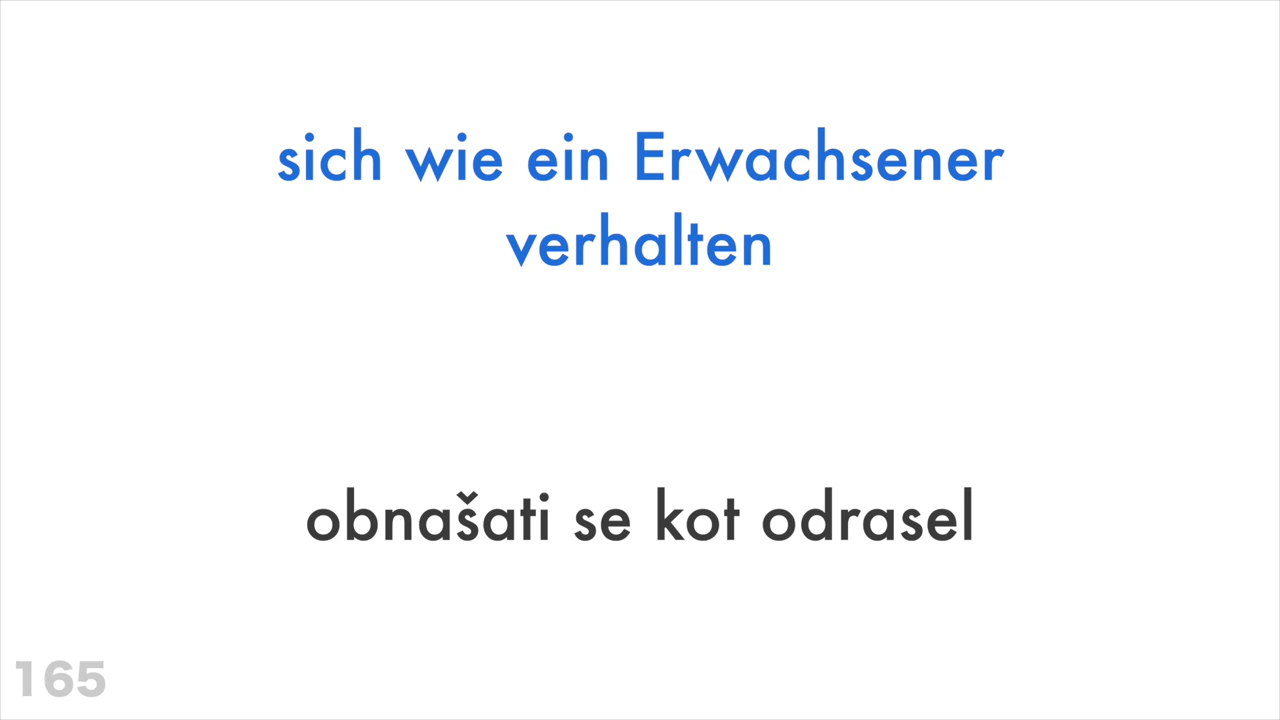 sich wie ein Erwachsener
verhalten
obnašati se kot odrasel
165